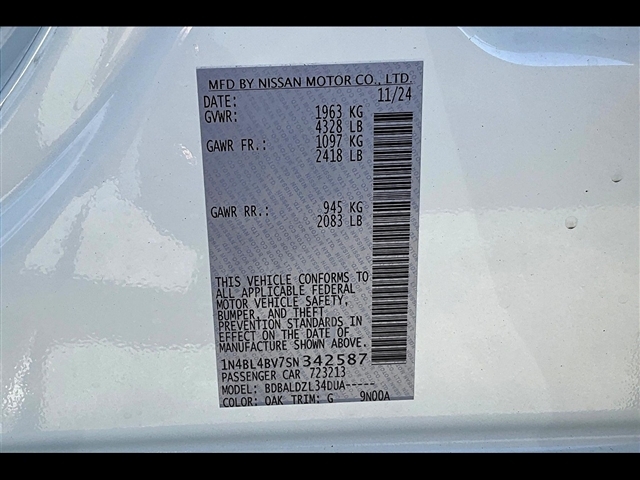 MFD BY NISSAN MOTOR CO., LTD.
DATE: 11/24
GVWR: 1963 KG
4328 LB
GAWR FR.: 1097 KG
2418 LB
GAWR RR.: 945 KG
2083 LB
THIS VEHICLE CONFORMS TO
ALL APPLICABLE FEDERAL
MOTOR VEHICLE SAFETY,
BUMPER, AND THEFT
PREVENTION STANDARDS IN
EFFECT ON THE DATE OF
MANUFACTURE SHOWN ABOVE.
1N4BL4BV7SN342587
PASSENGER CAR 723213
MODEL: BDBALDZL34DUA-----
COLOR: QAK TRIM: G 9N00A